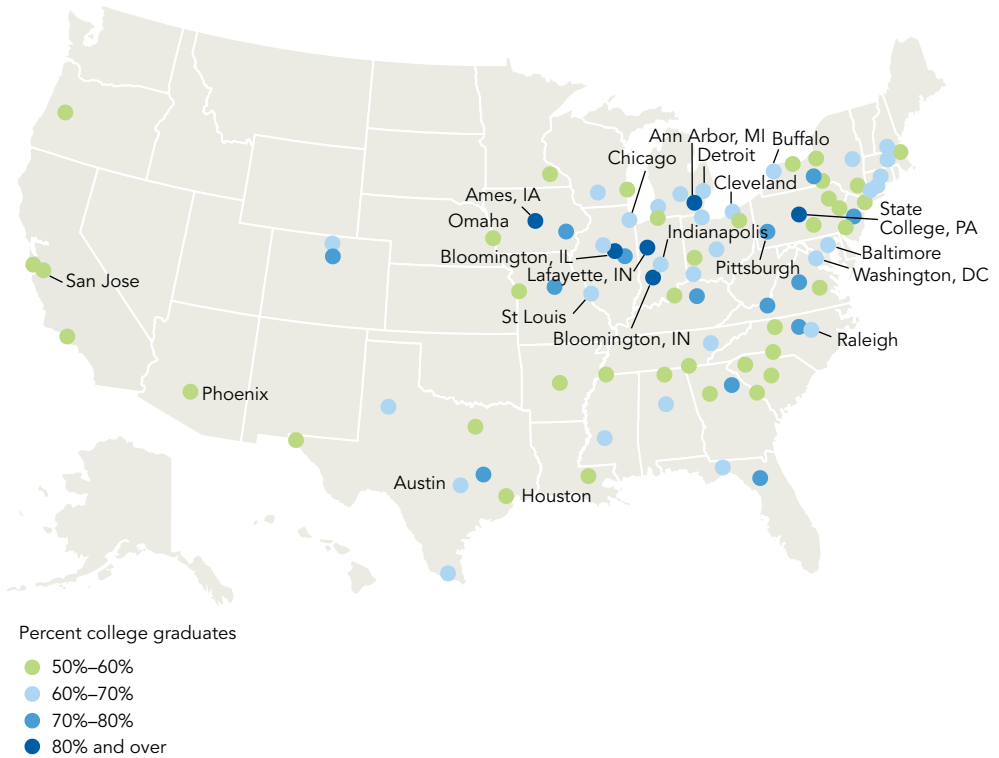 Ann Arbor, MI
Buffalo
Chicago
Detroit
Cleveland
Ames, IA
Omaha
State
College, PA
Indianapolis
Bloomington, IL
Baltimore
Lafayette, IN
Pittsburgh
Washington, DC
San Jose
St Louis
Bloomington, IN
Raleigh
Phoenix
Austin
Houston
Percent college graduates
50%–60%
60%–70%
70%–80%
80% and over